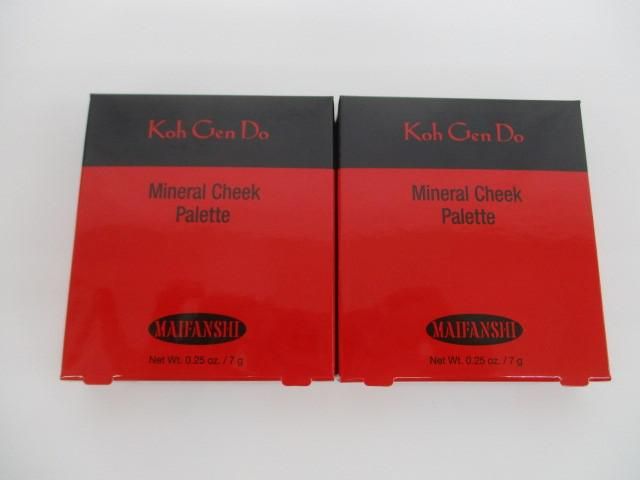 Koh Gen Do
Mineral Cheek
Palette
MAIFANSHI
Net Wt. 0.25 oz. / 7 g
Koh Gen Do
Mineral Cheek
Palette
MAIFANSHI
Net Wt. 0.25 oz. / 7 g